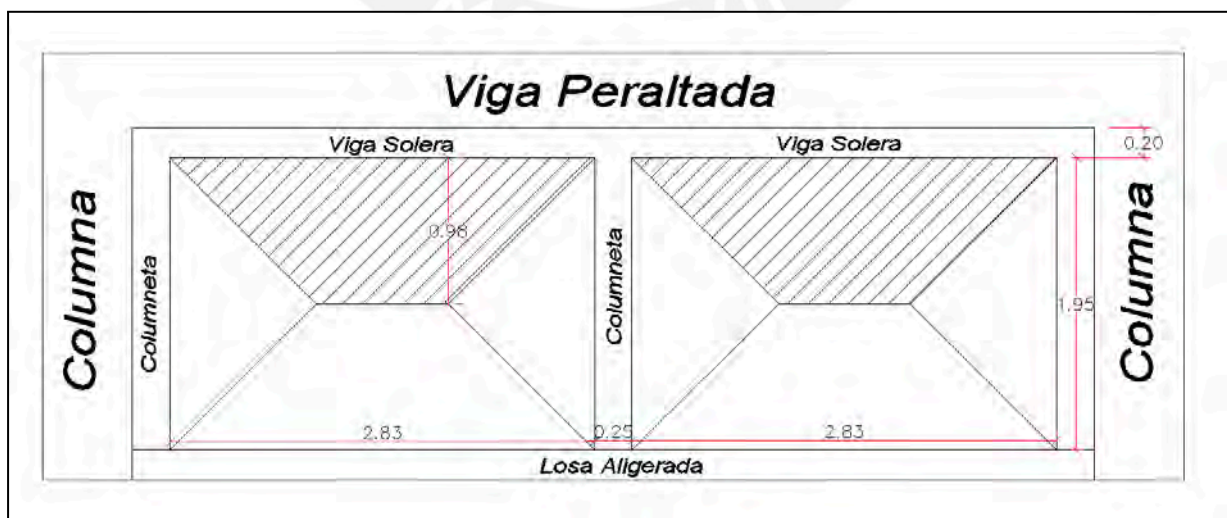 Viga Peraltada
Viga Solera
Viga Solera
0.20
Columna
Columneta
0.98
Columneta
1.95
Columna
2.83
0.25
2.83
Losa Aligerada